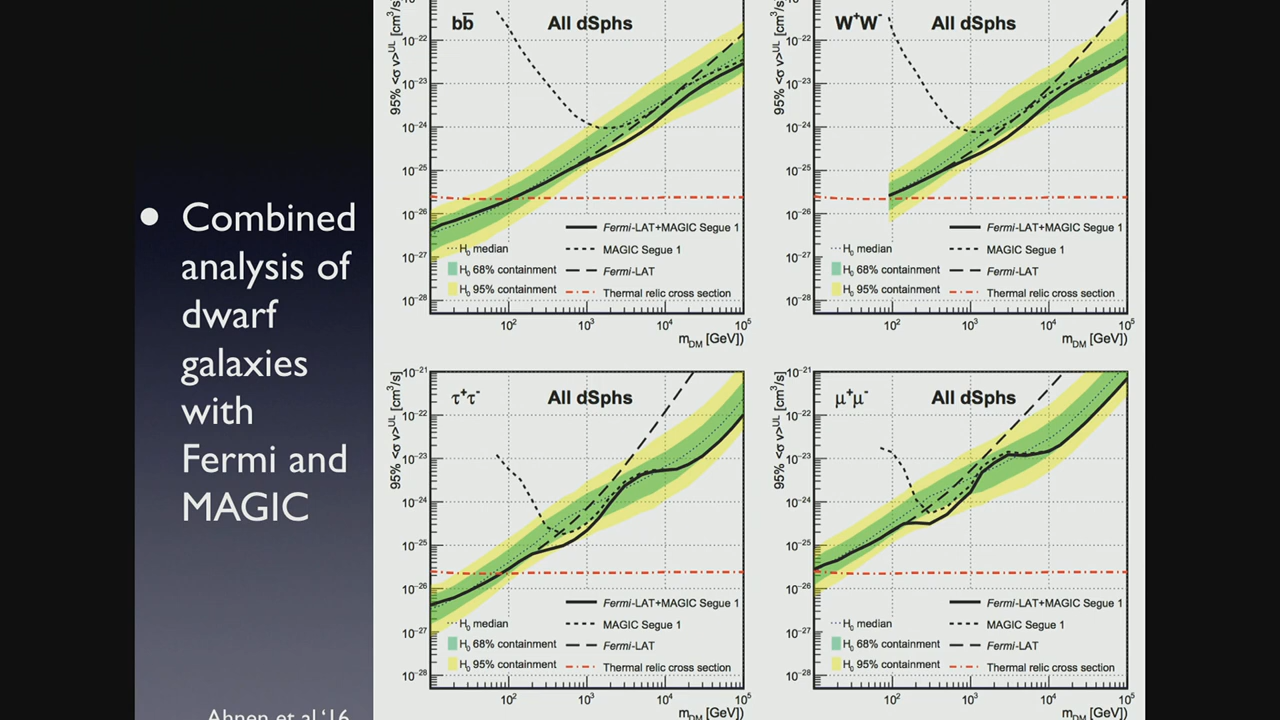 ● Combined
analysis of
dwarf
galaxies
with
Fermi and
MAGIC
Ahnen et al '16
bb̄ All dSphs
95% <σ v>ᵁᴸ [cm³/s]
10⁻²²
10⁻²³
10⁻²⁴
10⁻²⁵
10⁻²⁶
10⁻²⁷
10⁻²⁸
Fermi-LAT+MAGIC Segue 1
H₀ median MAGIC Segue 1
H₀ 68% containment Fermi-LAT
H₀ 95% containment Thermal relic cross section
10² 10³ 10⁴ 10⁵
m_DM [GeV])
W⁺W⁻ All dSphs
95% <σ v>ᵁᴸ [cm³/s]
10⁻²²
10⁻²³
10⁻²⁴
10⁻²⁵
10⁻²⁶
10⁻²⁷
10⁻²⁸
Fermi-LAT+MAGIC Segue 1
H₀ median MAGIC Segue 1
H₀ 68% containment Fermi-LAT
H₀ 95% containment Thermal relic cross section
10² 10³ 10⁴ 10⁵
m_DM [GeV])
τ⁺τ⁻ All dSphs
95% <σ v>ᵁᴸ [cm³/s]
10⁻²¹
10⁻²²
10⁻²³
10⁻²⁴
10⁻²⁵
10⁻²⁶
10⁻²⁷
10⁻²⁸
Fermi-LAT+MAGIC Segue 1
H₀ median MAGIC Segue 1
H₀ 68% containment Fermi-LAT
H₀ 95% containment Thermal relic cross section
10² 10³ 10⁴ 10⁵
m_DM [GeV])
μ⁺μ⁻ All dSphs
95% <σ v>ᵁᴸ [cm³/s]
10⁻²¹
10⁻²²
10⁻²³
10⁻²⁴
10⁻²⁵
10⁻²⁶
10⁻²⁷
10⁻²⁸
Fermi-LAT+MAGIC Segue 1
H₀ median MAGIC Segue 1
H₀ 68% containment Fermi-LAT
H₀ 95% containment Thermal relic cross section
10² 10³ 10⁴ 10⁵
m_DM [GeV])